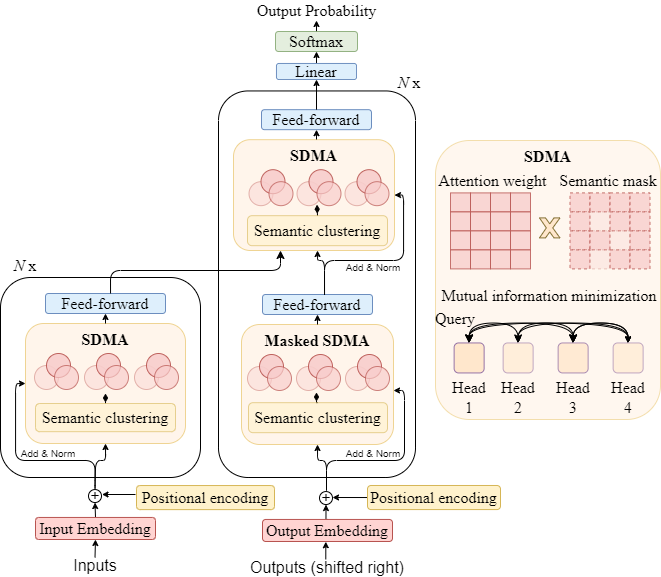 Output Probability
Softmax
Linear
N x
Feed-forward
SDMA
Semantic clustering
Add & Norm
Feed-forward
Masked SDMA
Semantic clustering
Add & Norm
Positional encoding
Output Embedding
Outputs (shifted right)
N x
Feed-forward
SDMA
Semantic clustering
Add & Norm
Positional encoding
Input Embedding
Inputs
SDMA
Attention weight Semantic mask
X
Mutual information minimization
Query
Head Head Head Head
1 2 3 4